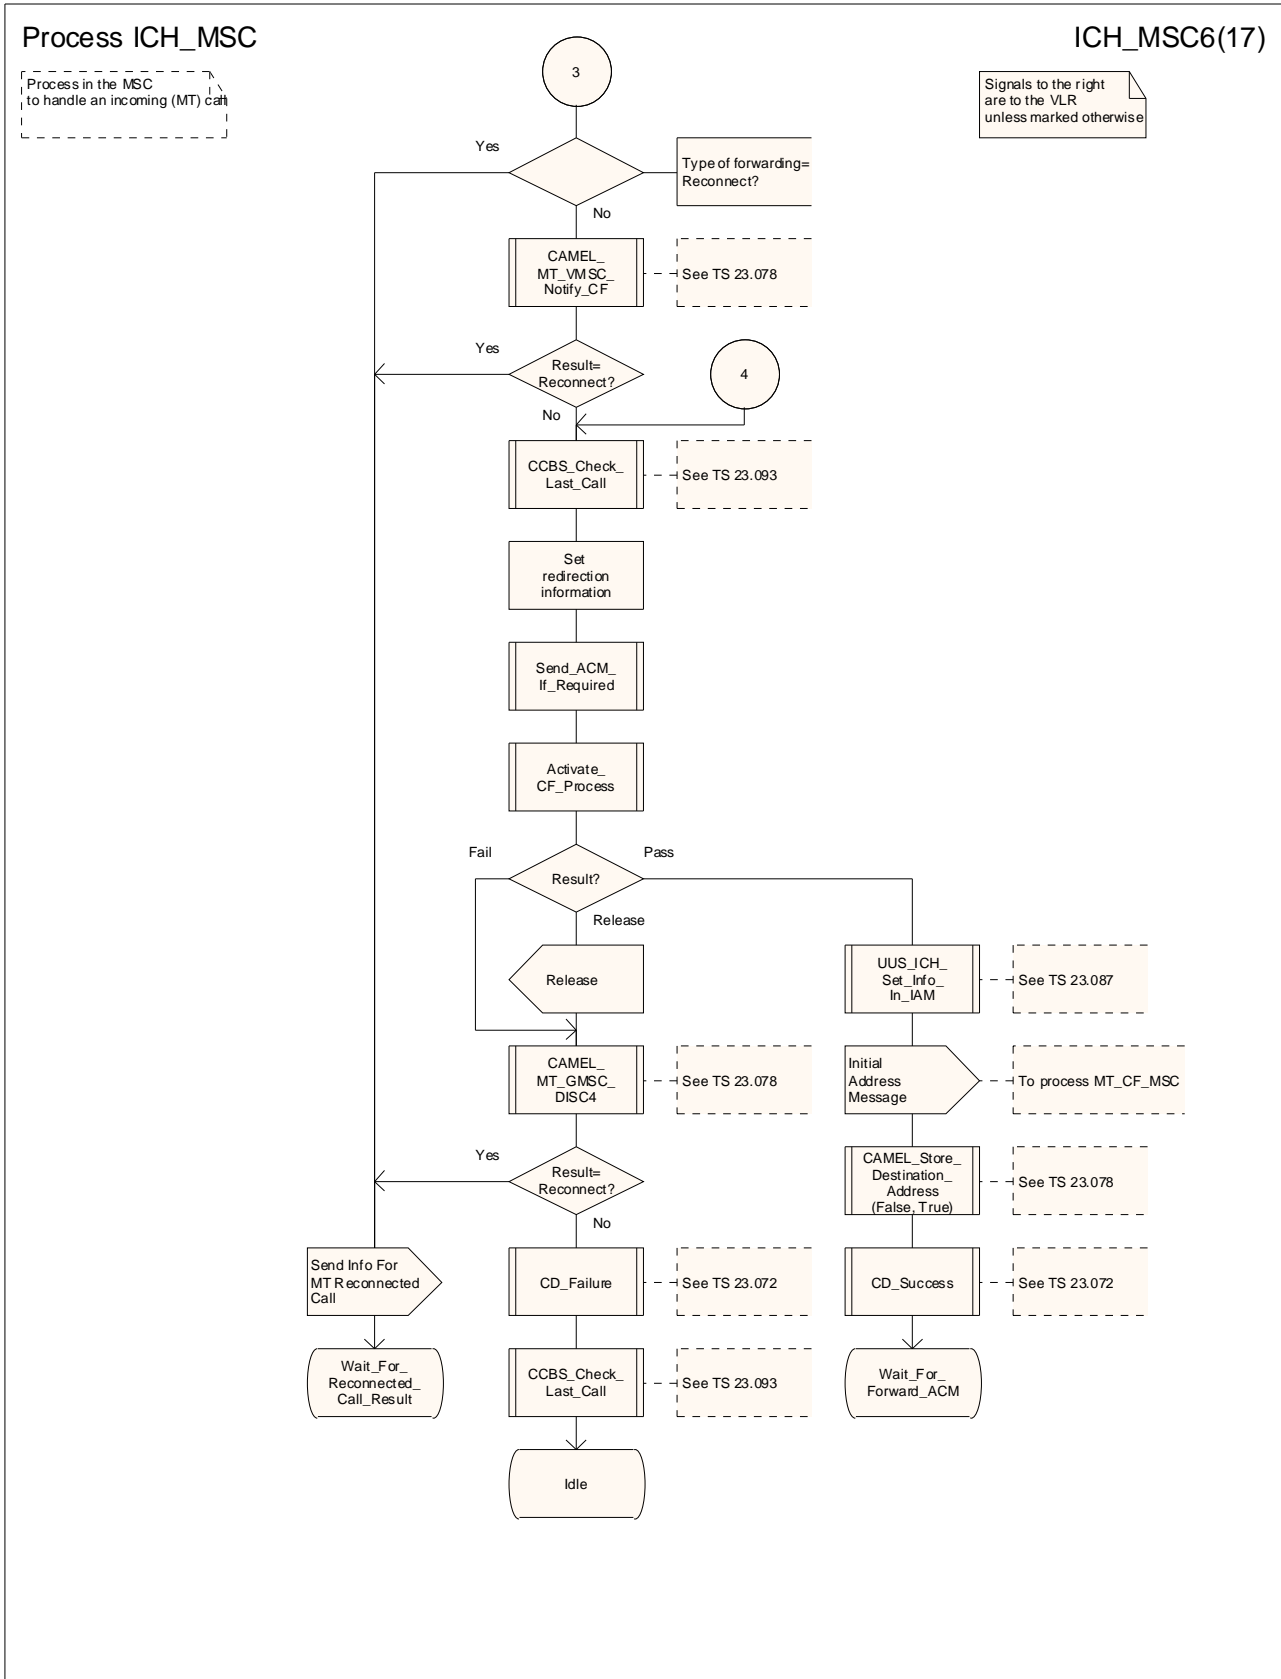 Process ICH_MSC
ICH_MSC6(17)
Process in the MSC
to handle an incoming (MT) call
Signals to the right
are to the VLR
unless marked otherwise
3
Yes
Type of forwarding=
Reconnect?
No
CAMEL_
MT_VMSC_
Notify_CF
See TS 23.078
Yes
Result=
Reconnect?
4
No
CCBS_Check_
Last_Call
See TS 23.093
Set
redirection
information
Send_ACM_
If_Required
Activate_
CF_Process
Fail
Result?
Pass
Release
Release
UUS_ICH_
Set_Info_
In_IAM
See TS 23.087
CAMEL_
MT_GMSC_
DISC4
See TS 23.078
Initial
Address
Message
To process MT_CF_MSC
Yes
Result=
Reconnect?
No
CAMEL_Store_
Destination_
Address
(False, True)
See TS 23.078
Send Info For
MT Reconnected
Call
CD_Failure
See TS 23.072
CD_Success
See TS 23.072
Wait_For_
Reconnected_
Call_Result
CCBS_Check_
Last_Call
See TS 23.093
Wait_For_
Forward_ACM
Idle